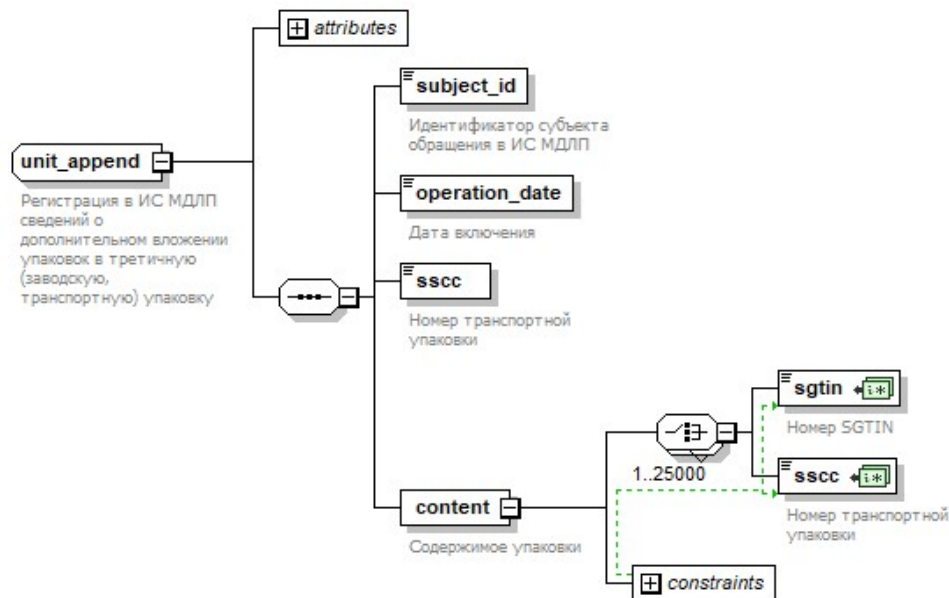 attributes
subject_id
Идентификатор субъекта
обращения в ИС МДЛП
unit_append
Регистрация в ИС МДЛП
сведений о
дополнительном вложении
упаковок в третичную
(заводскую,
транспортную) упаковку
operation_date
Дата включения
sscc
Номер транспортной
упаковки
content
Содержимое упаковки
1..25000
sgtin
Номер SGTIN
sscc
Номер транспортной
упаковки
constraints